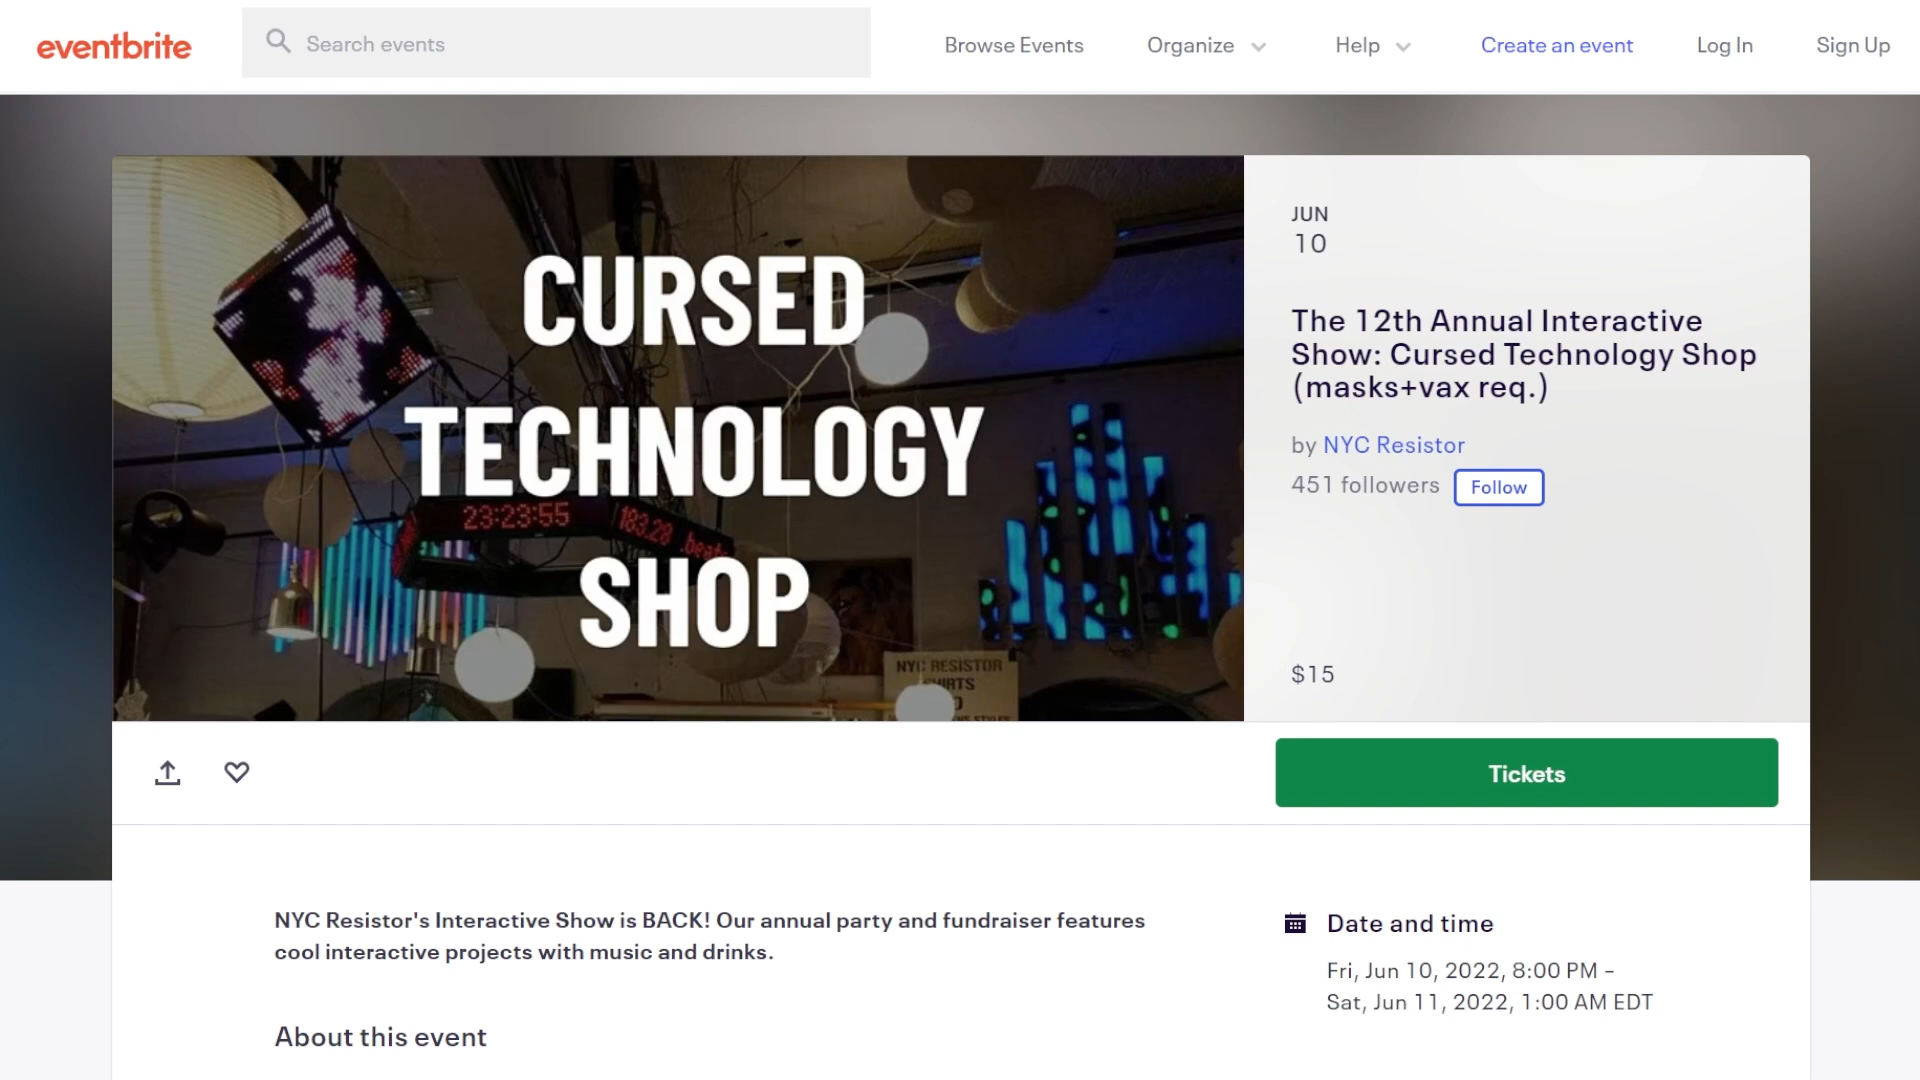 eventbrite
Search events
Browse Events
Organize
Help
Create an event
Log In
Sign Up
CURSED
TECHNOLOGY
SHOP
23:23:55
183.28 .beat
NYC RESISTOR
JUN
10
The 12th Annual Interactive
Show: Cursed Technology Shop
(masks+vax req.)
by NYC Resistor
451 followers
Follow
$15
Tickets
NYC Resistor's Interactive Show is BACK! Our annual party and fundraiser features
cool interactive projects with music and drinks.
About this event
Date and time
Fri, Jun 10, 2022, 8:00 PM –
Sat, Jun 11, 2022, 1:00 AM EDT